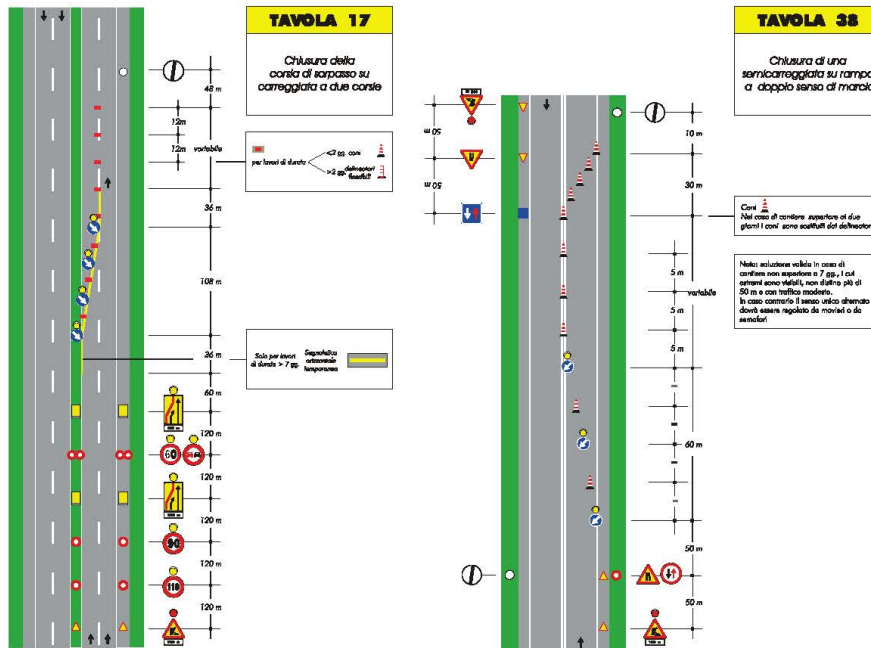 TAVOLA 17
Chiusura della
corsia di sorpasso su
carreggiata a due corsie
48 m
12m
12m
variabile
per lavori di durata
<2 gg. coni
>2 gg. delineatori
flessibili
36 m
108 m
36 m
Solo per lavori
di durata > 7 gg.
Segnaletica
orizzontale
temporanea
60 m
120 m
60
120 m
120 m
90
120 m
110
120 m
TAVOLA 38
Chiusura di una
semicarreggiata su rampa
a doppio senso di marcia
50 m
50 m
10 m
30 m
Coni
Nel caso di cantiere superiore ai due
giorni i coni sono sostituiti dai delineatori
5 m
variabile
5 m
5 m
Nota: soluzione valida in caso di
cantiere non superiore a 7 gg., i cui
estremi sono visibili, non distino più di
50 m e con traffico modesto.
In caso contrario il senso unico alternato
dovrà essere regolato da movieri o da
semafori
60 m
50 m
50 m